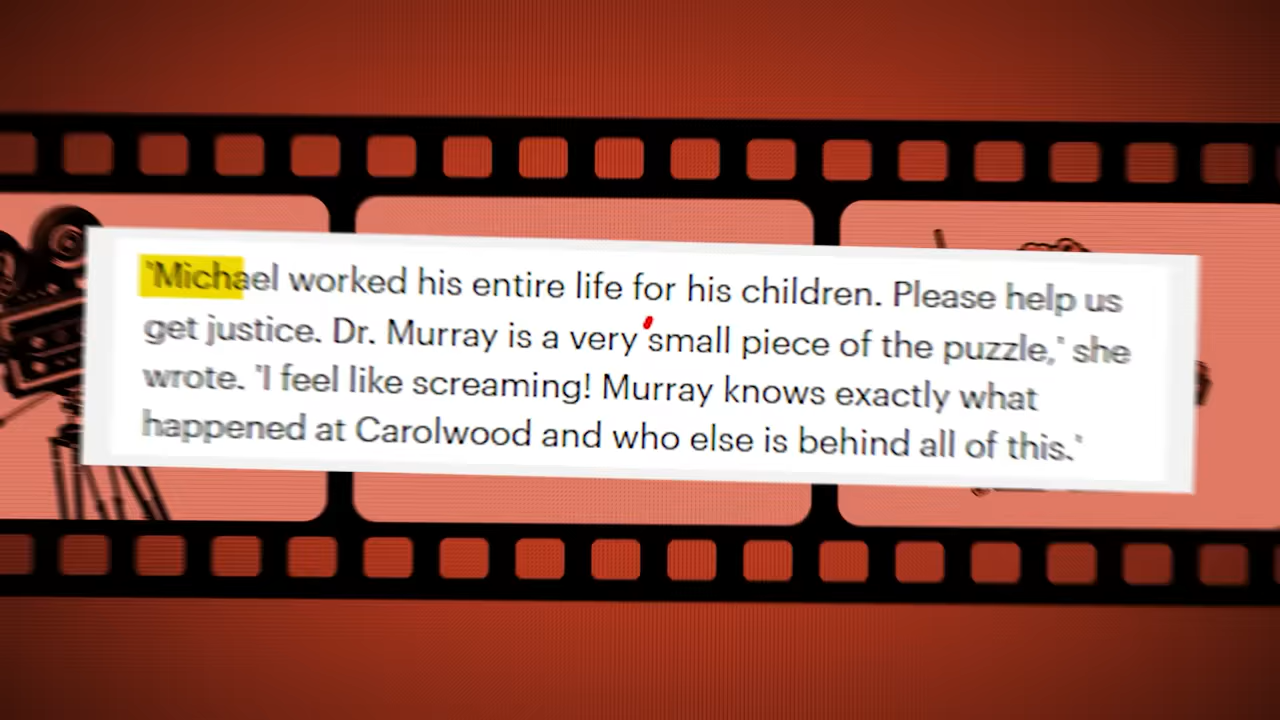 'Michael worked his entire life for his children. Please help us
get justice. Dr. Murray is a very small piece of the puzzle,' she
wrote. 'I feel like screaming! Murray knows exactly what
happened at Carolwood and who else is behind all of this.'